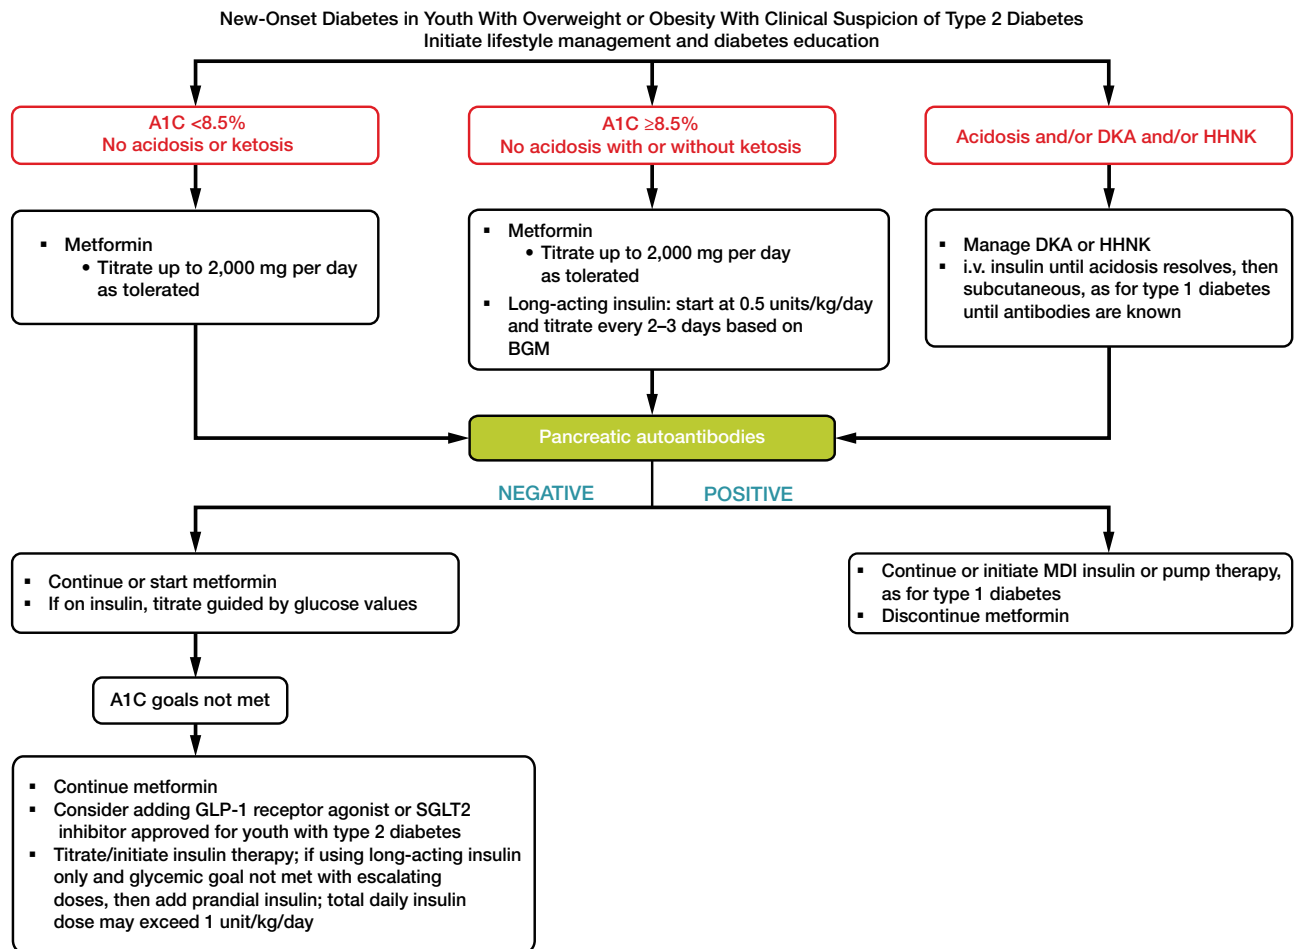 New-Onset Diabetes in Youth With Overweight or Obesity With Clinical Suspicion of Type 2 Diabetes
Initiate lifestyle management and diabetes education
A1C <8.5%
No acidosis or ketosis
A1C ≥8.5%
No acidosis with or without ketosis
Acidosis and/or DKA and/or HHNK
▪ Metformin
• Titrate up to 2,000 mg per day
as tolerated
▪ Metformin
• Titrate up to 2,000 mg per day
as tolerated
▪ Long-acting insulin: start at 0.5 units/kg/day
and titrate every 2–3 days based on
BGM
▪ Manage DKA or HHNK
▪ i.v. insulin until acidosis resolves, then
subcutaneous, as for type 1 diabetes
until antibodies are known
Pancreatic autoantibodies
NEGATIVE
POSITIVE
▪ Continue or start metformin
▪ If on insulin, titrate guided by glucose values
▪ Continue or initiate MDI insulin or pump therapy,
as for type 1 diabetes
▪ Discontinue metformin
A1C goals not met
▪ Continue metformin
▪ Consider adding GLP-1 receptor agonist or SGLT2
inhibitor approved for youth with type 2 diabetes
▪ Titrate/initiate insulin therapy; if using long-acting insulin
only and glycemic goal not met with escalating
doses, then add prandial insulin; total daily insulin
dose may exceed 1 unit/kg/day